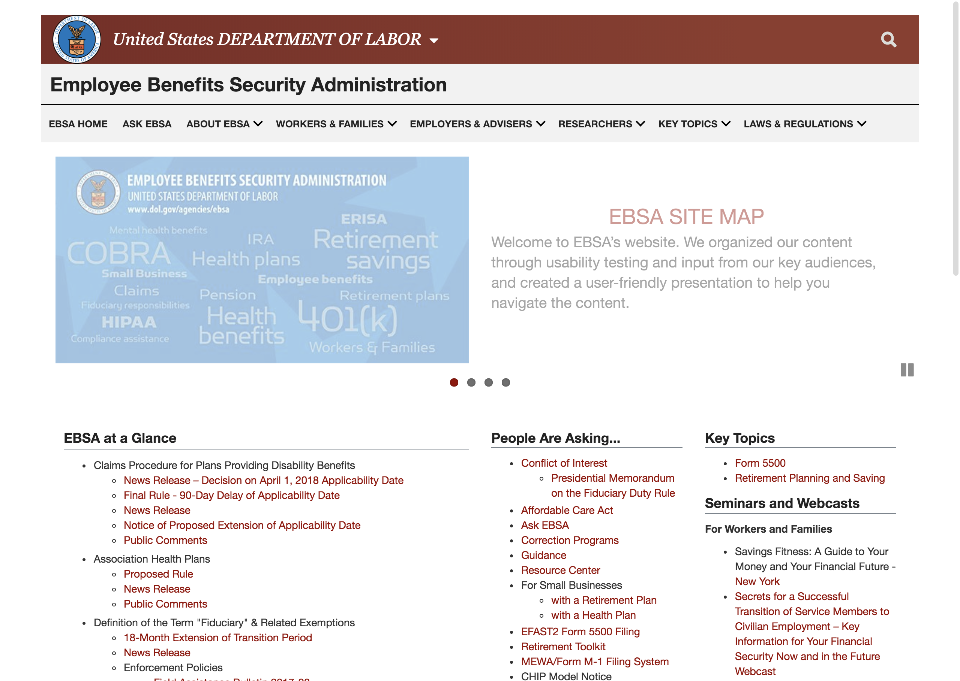 United States DEPARTMENT OF LABOR
Employee Benefits Security Administration
EBSA HOME ASK EBSA ABOUT EBSA WORKERS & FAMILIES EMPLOYERS & ADVISERS RESEARCHERS KEY TOPICS LAWS & REGULATIONS
EMPLOYEE BENEFITS SECURITY ADMINISTRATION
UNITED STATES DEPARTMENT OF LABOR
www.dol.gov/agencies/ebsa
Mental health benefits
ERISA
COBRA
IRA
Retirement
savings
Health plans
Small Business
Employee benefits
Claims
Pension
Retirement plans
Fiduciary responsibilities
HIPAA
Health
benefits
401(k)
Compliance assistance
Workers & Families
EBSA SITE MAP
Welcome to EBSA's website. We organized our content
through usability testing and input from our key audiences,
and created a user-friendly presentation to help you
navigate the content.
EBSA at a Glance
Claims Procedure for Plans Providing Disability Benefits
News Release – Decision on April 1, 2018 Applicability Date
Final Rule - 90-Day Delay of Applicability Date
News Release
Notice of Proposed Extension of Applicability Date
Public Comments
Association Health Plans
Proposed Rule
News Release
Public Comments
Definition of the Term "Fiduciary" & Related Exemptions
18-Month Extension of Transition Period
News Release
Enforcement Policies
People Are Asking...
Conflict of Interest
Presidential Memorandum
on the Fiduciary Duty Rule
Affordable Care Act
Ask EBSA
Correction Programs
Guidance
Resource Center
For Small Businesses
with a Retirement Plan
with a Health Plan
EFAST2 Form 5500 Filing
Retirement Toolkit
MEWA/Form M-1 Filing System
CHIP Model Notice
Key Topics
Form 5500
Retirement Planning and Saving
Seminars and Webcasts
For Workers and Families
Savings Fitness: A Guide to Your
Money and Your Financial Future -
New York
Secrets for a Successful
Transition of Service Members to
Civilian Employment – Key
Information for Your Financial
Security Now and in the Future
Webcast